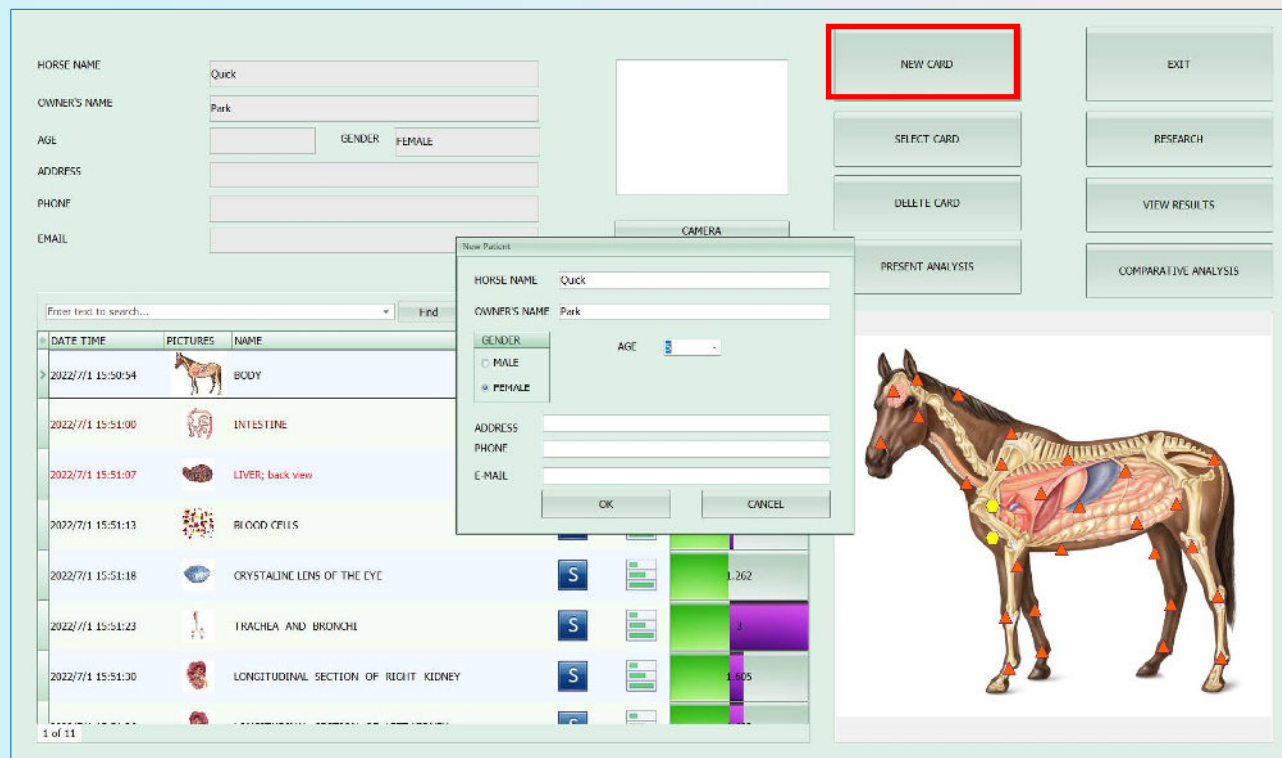 HORSE NAME
Quick
OWNER'S NAME
Park
AGE
GENDER
FEMALE
ADDRESS
PHONE
EMAIL
CAMERA
NEW CARD
EXIT
SELECT CARD
RESEARCH
DELETE CARD
VIEW RESULTS
PRESENT ANALYSIS
COMPARATIVE ANALYSIS
Enter text to search...
Find
DATE TIME PICTURES NAME
2022/7/1 15:50:54 BODY
2022/7/1 15:51:00 INTESTINE
2022/7/1 15:51:07 LIVER; back view
2022/7/1 15:51:13 BLOOD CELLS
2022/7/1 15:51:18 CRYSTALINE LENS OF THE EYE S 1.262
2022/7/1 15:51:23 TRACHEA AND BRONCHI S 3
2022/7/1 15:51:30 LONGITUDINAL SECTION OF RIGHT KIDNEY S 1.605
1 of 11
New Patient
HORSE NAME Quick
OWNER'S NAME Park
GENDER
AGE 5
MALE
FEMALE
ADDRESS
PHONE
E-MAIL
OK CANCEL